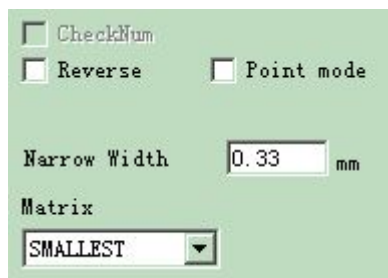 CheckNum
Reverse Point mode
Narrow Width 0.33 mm
Matrix
SMALLEST